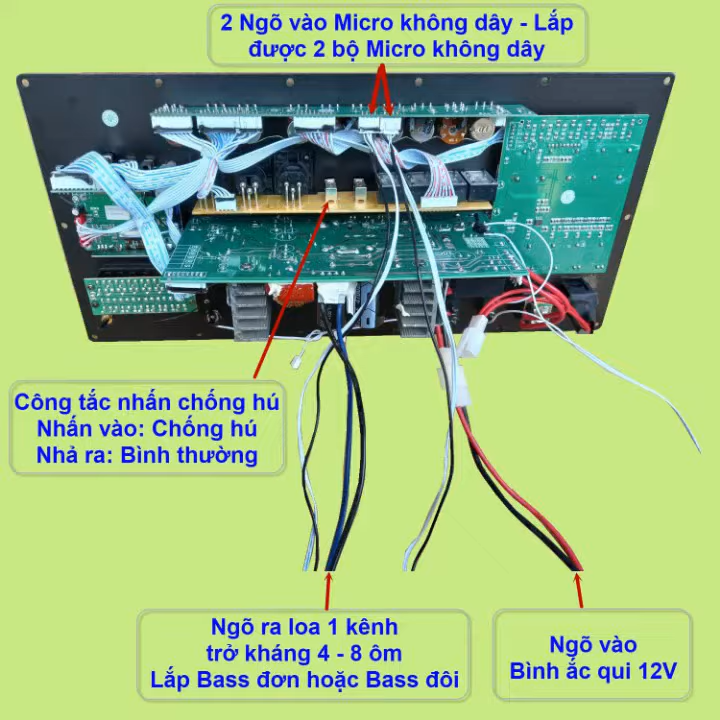 2 Ngõ vào Micro không dây - Lắp
được 2 bộ Micro không dây
Công tắc nhấn chống hú
Nhấn vào: Chống hú
Nhả ra: Bình thường
Ngõ ra loa 1 kênh
trở kháng 4 - 8 ôm
Lắp Bass đơn hoặc Bass đôi
Ngõ vào
Bình ắc qui 12V